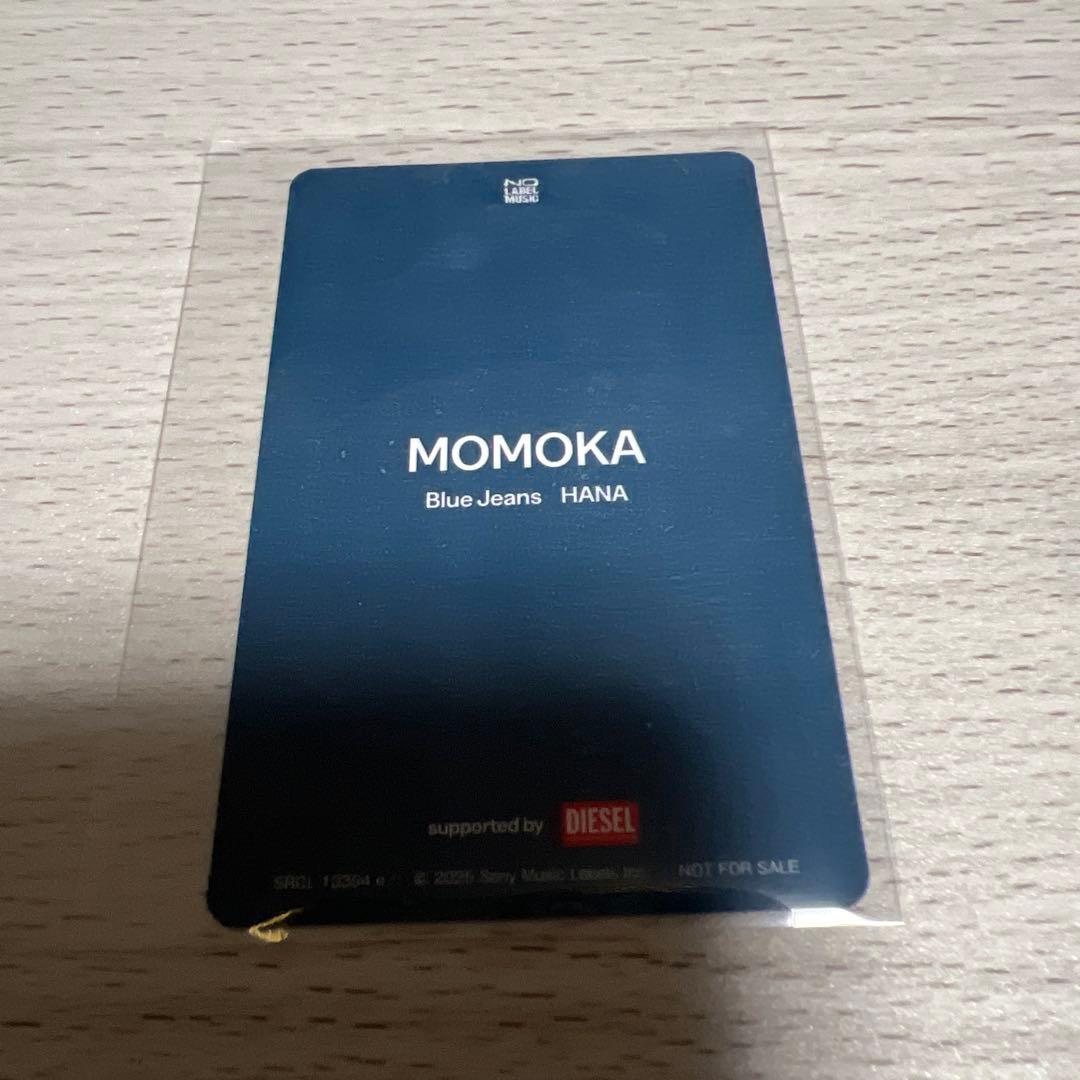 NO
LABEL
MUSIC
MOMOKA
Blue Jeans HANA
supported by DIESEL
SRCL 13364 e © 2025 Sony Music Labels Inc. NOT FOR SALE